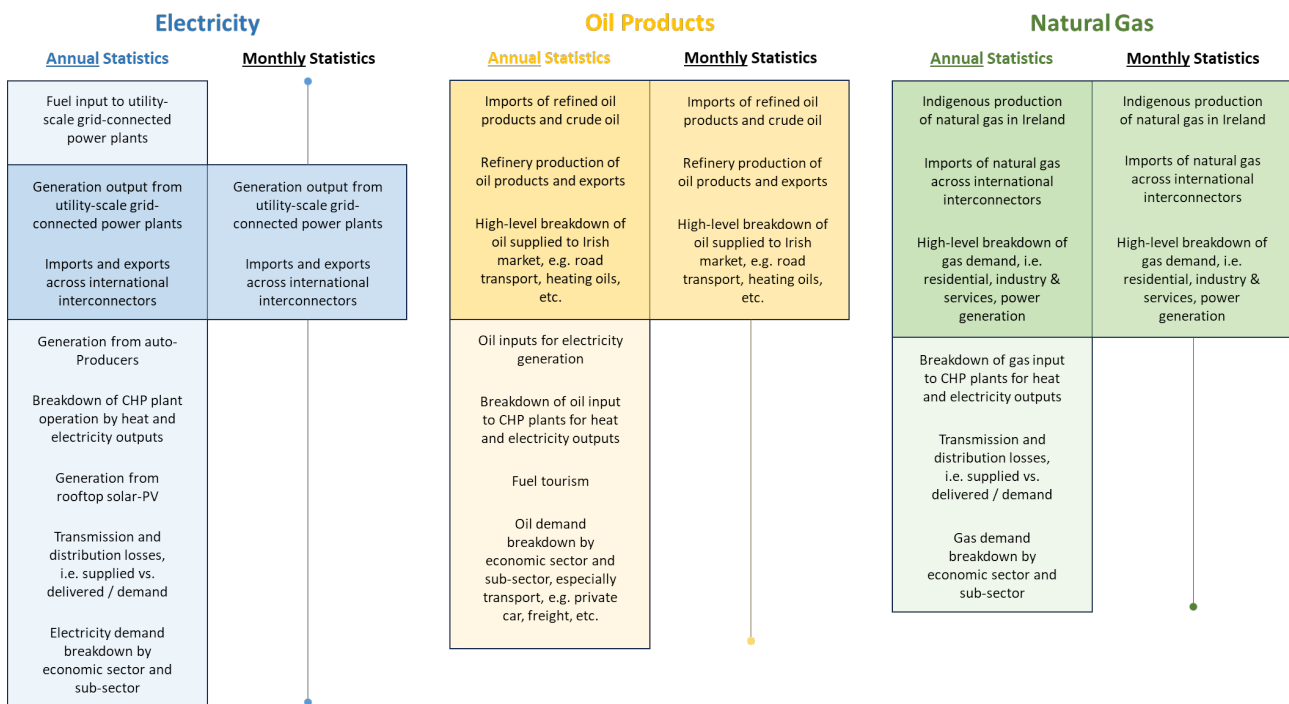 Electricity
Annual Statistics
Monthly Statistics
Fuel input to utility-
scale grid-connected
power plants
Generation output from
utility-scale grid-
connected power plants
Imports and exports
across international
interconnectors
Generation output from
utility-scale grid-
connected power plants
Imports and exports
across international
interconnectors
Generation from auto-
Producers
Breakdown of CHP plant
operation by heat and
electricity outputs
Generation from
rooftop solar-PV
Transmission and
distribution losses,
i.e. supplied vs.
delivered / demand
Electricity demand
breakdown by
economic sector and
sub-sector
Oil Products
Annual Statistics
Monthly Statistics
Imports of refined oil
products and crude oil
Refinery production of
oil products and exports
High-level breakdown of
oil supplied to Irish
market, e.g. road
transport, heating oils,
etc.
Imports of refined oil
products and crude oil
Refinery production of
oil products and exports
High-level breakdown of
oil supplied to Irish
market, e.g. road
transport, heating oils,
etc.
Oil inputs for electricity
generation
Breakdown of oil input
to CHP plants for heat
and electricity outputs
Fuel tourism
Oil demand
breakdown by
economic sector and
sub-sector, especially
transport, e.g. private
car, freight, etc.
Natural Gas
Annual Statistics
Monthly Statistics
Indigenous production
of natural gas in Ireland
Imports of natural gas
across international
interconnectors
High-level breakdown of
gas demand, i.e.
residential, industry &
services, power
generation
Indigenous production
of natural gas in Ireland
Imports of natural gas
across international
interconnectors
High-level breakdown of
gas demand, i.e.
residential, industry &
services, power
generation
Breakdown of gas input
to CHP plants for heat
and electricity outputs
Transmission and
distribution losses,
i.e. supplied vs.
delivered / demand
Gas demand
breakdown by
economic sector and
sub-sector